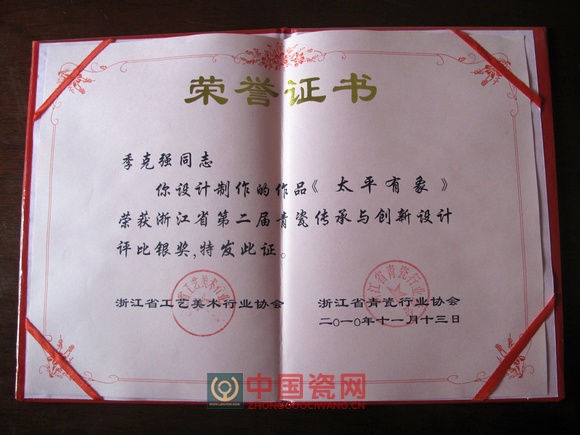 荣誉证书
季克强同志
你设计制作的作品《 太平有象 》
荣获浙江省第二届青瓷传承与创新设计
评比银奖,特发此证。
浙江省工艺美术行业协会 浙江省青瓷行业协会
二〇一〇年十一月十三日
中国瓷网
ZHONGGUOCIWANG.CN